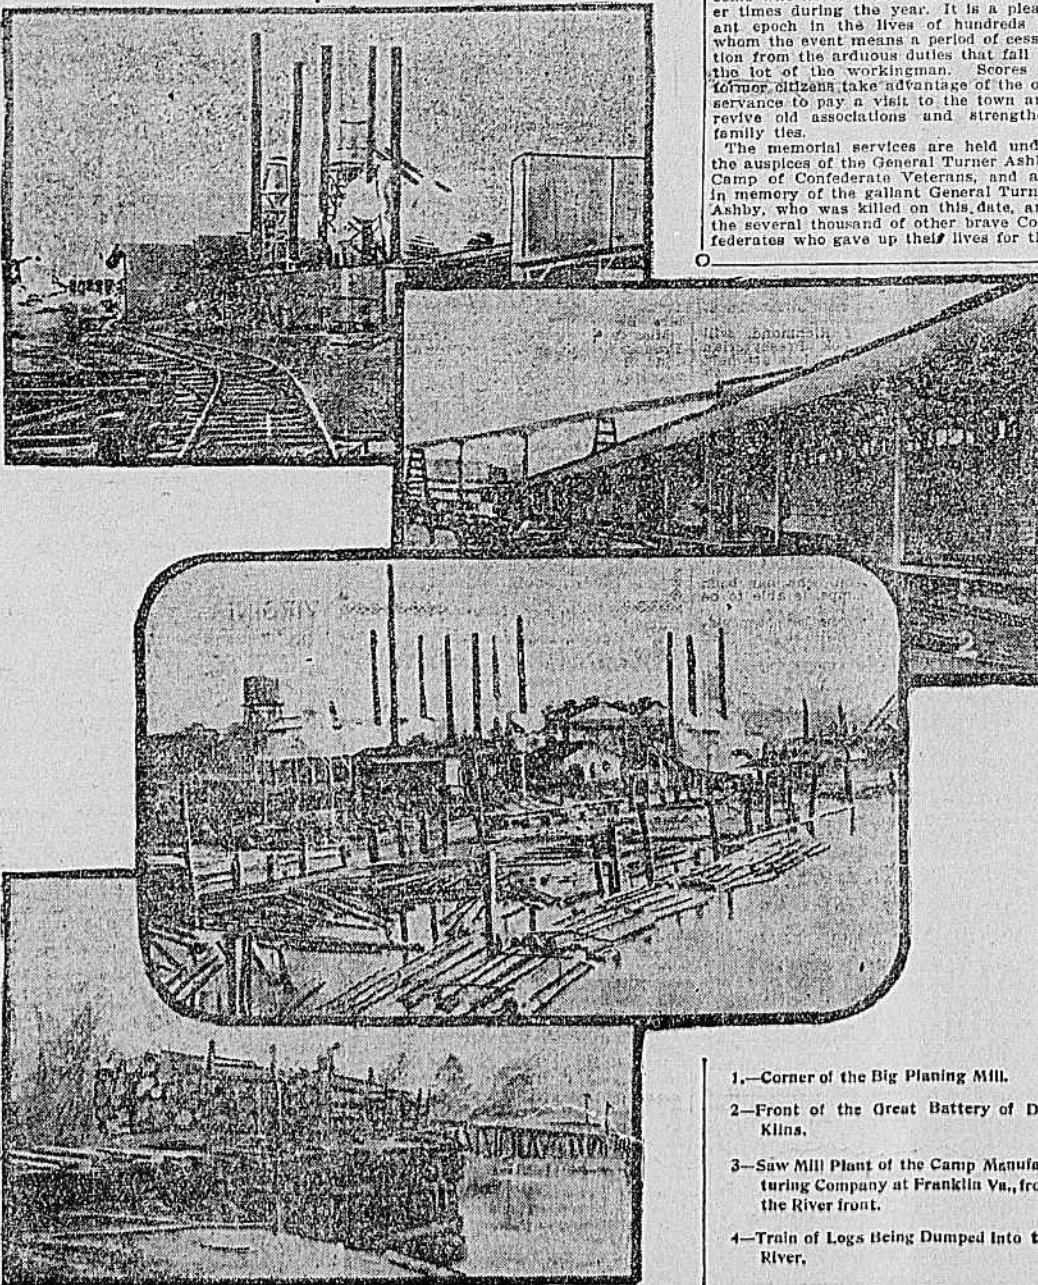 er times during the year. It is a pleas
ant epoch in the lives of hundreds
whom the event means a period of cess
tion from the arduous duties that fall
the lot of the workingman. Scores
former citizens take advantage of the o
servance to pay a visit to the town an
revive old associations and strengthe
family ties.
The memorial services are held und
the auspices of the General Turner Ashb
Camp of Confederate Veterans, and a
in memory of the gallant General Turn
Ashby, who was killed on this date, an
the several thousand of other brave Co
federates who gave up their lives for th
2
1.—Corner of the Big Planing Mill.
2—Front of the Great Battery of D
Kilns.
3—Saw Mill Plant of the Camp Manufa
turing Company at Franklin Va., fro
the River front.
4—Train of Logs Being Dumped Into t
River.